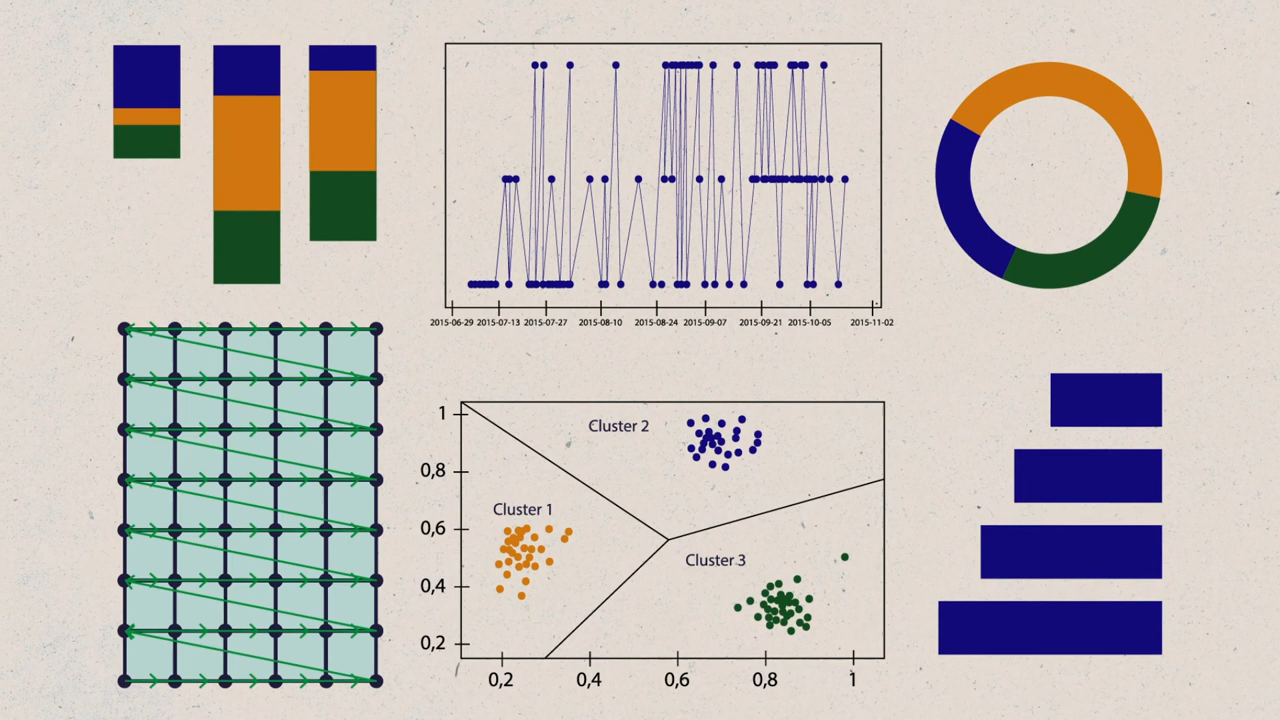 2015-06-29 2015-07-13 2015-07-27 2015-08-10 2015-08-24 2015-09-07 2015-09-21 2015-10-05 2015-11-02
1
Cluster 2
0,8
Cluster 1
0,6
Cluster 3
0,4
0,2
0,2 0,4 0,6 0,8 1